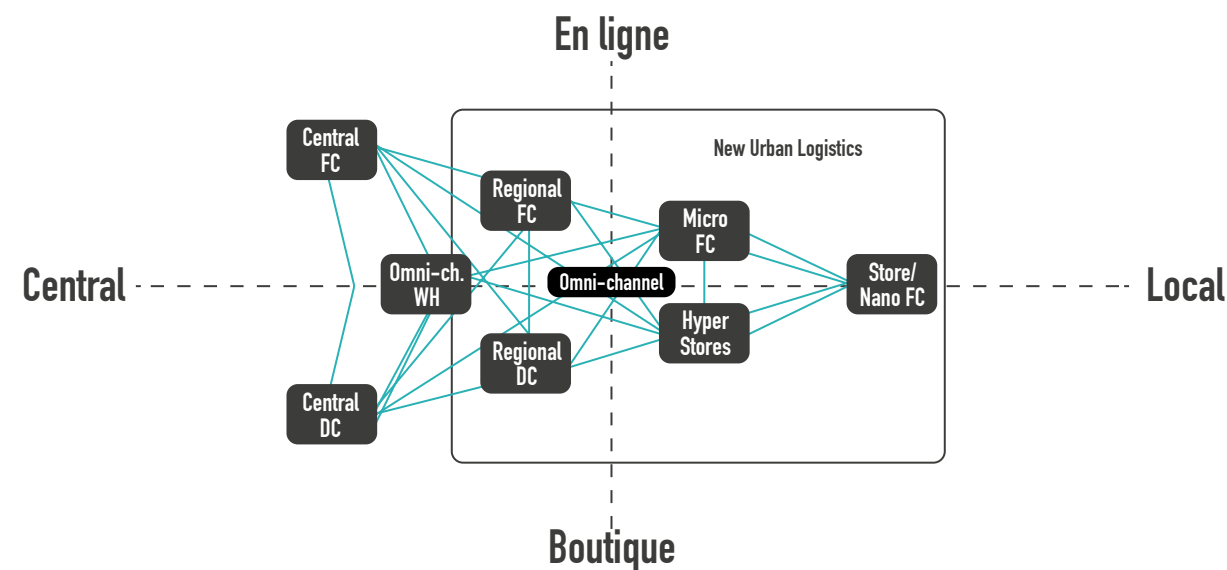 En ligne
New Urban Logistics
Central
FC
Regional
FC
Micro
FC
Central
Omni-ch.
WH
Omni-channel
Store/
Nano FC
Local
Hyper
Stores
Regional
DC
Central
DC
Boutique